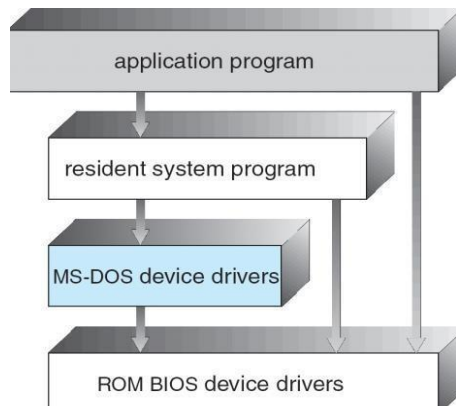 application program
resident system program
MS-DOS device drivers
ROM BIOS device drivers